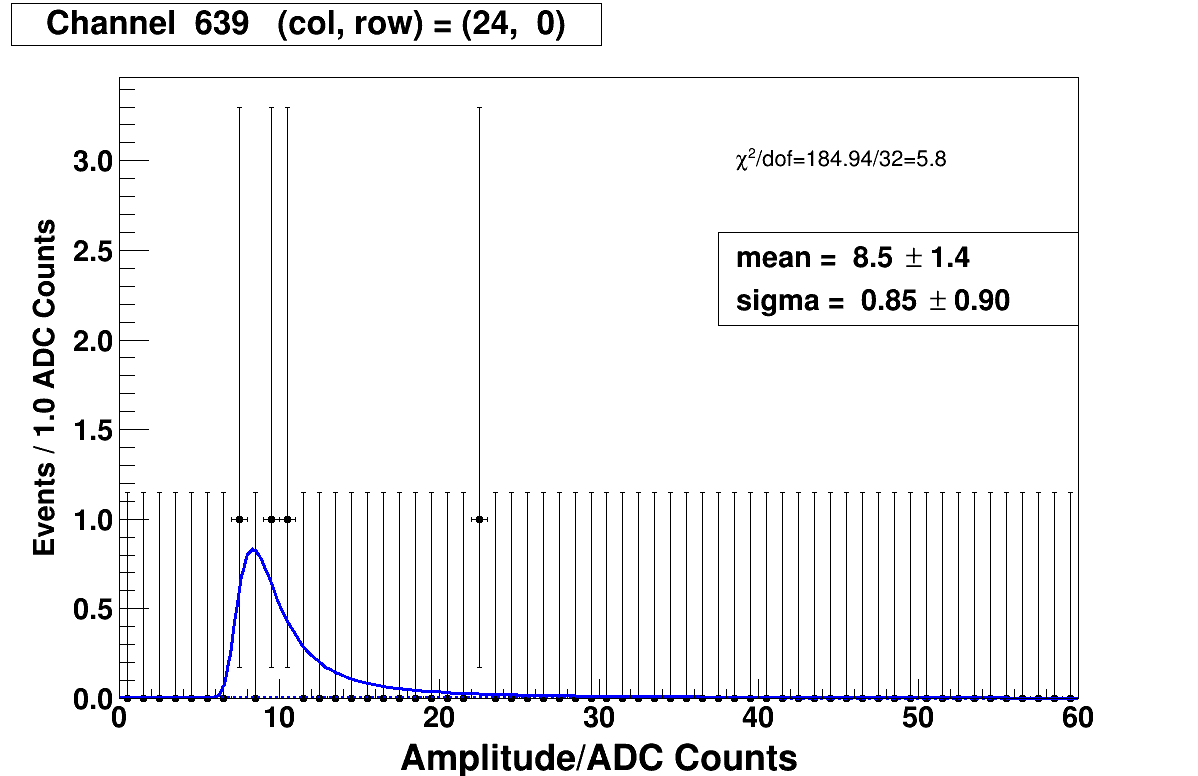 Channel 639 (col, row) = (24, 0)
3.0
2.5
2.0
1.5
1.0
0.5
0.0
Events / 1.0 ADC Counts
χ²/dof=184.94/32=5.8
mean = 8.5 ± 1.4
sigma = 0.85 ± 0.90
0 10 20 30 40 50 60
Amplitude/ADC Counts